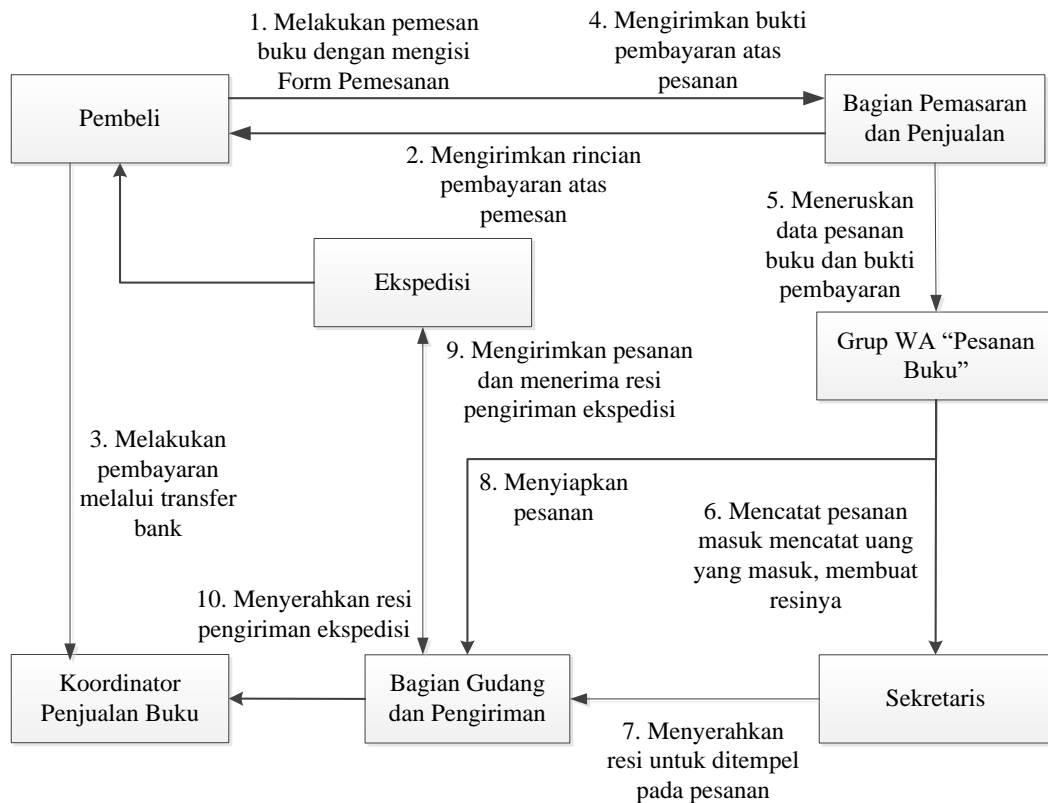 1. Melakukan pemesan
buku dengan mengisi
Form Pemesanan
4. Mengirimkan bukti
pembayaran atas
pesanan
Pembeli
Bagian Pemasaran
dan Penjualan
2. Mengirimkan rincian
pembayaran atas
pemesan
5. Meneruskan
data pesanan
buku dan bukti
pembayaran
Ekspedisi
Grup WA “Pesanan
Buku”
9. Mengirimkan pesanan
dan menerima resi
pengiriman ekspedisi
3. Melakukan
pembayaran
melalui transfer
bank
8. Menyiapkan
pesanan
6. Mencatat pesanan
masuk mencatat uang
yang masuk, membuat
resinya
10. Menyerahkan resi
pengiriman ekspedisi
Koordinator
Penjualan Buku
Bagian Gudang
dan Pengiriman
Sekretaris
7. Menyerahkan
resi untuk ditempel
pada pesanan